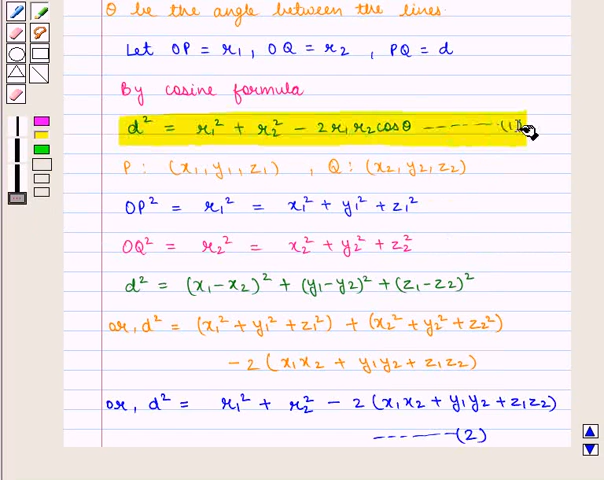 θ be the angle between the lines
Let OP = r₁, OQ = r₂, PQ = d
By cosine formula
d² = r₁² + r₂² - 2r₁r₂cosθ -------- (1)
P : (x₁, y₁, z₁) , Q : (x₂, y₂, z₂)
OP² = r₁² = x₁² + y₁² + z₁²
OQ² = r₂² = x₂² + y₂² + z₂²
d² = (x₁-x₂)² + (y₁-y₂)² + (z₁-z₂)²
or, d² = (x₁² + y₁² + z₁²) + (x₂² + y₂² + z₂²)
- 2 (x₁x₂ + y₁y₂ + z₁z₂)
or, d² = r₁² + r₂² - 2 (x₁x₂ + y₁y₂ + z₁z₂)
-------- (2)